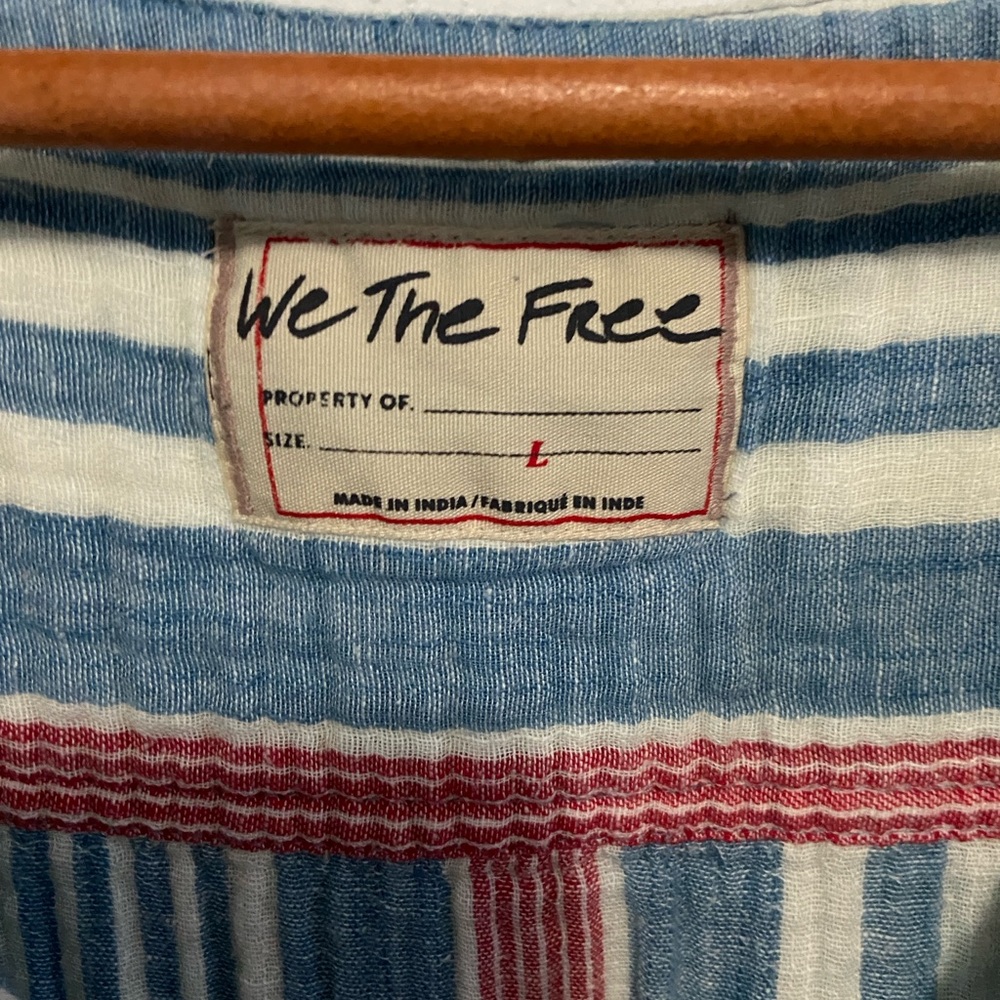 We The Free
PROPERTY OF.
SIZE. L
MADE IN INDIA / FABRIQUÉ EN INDE